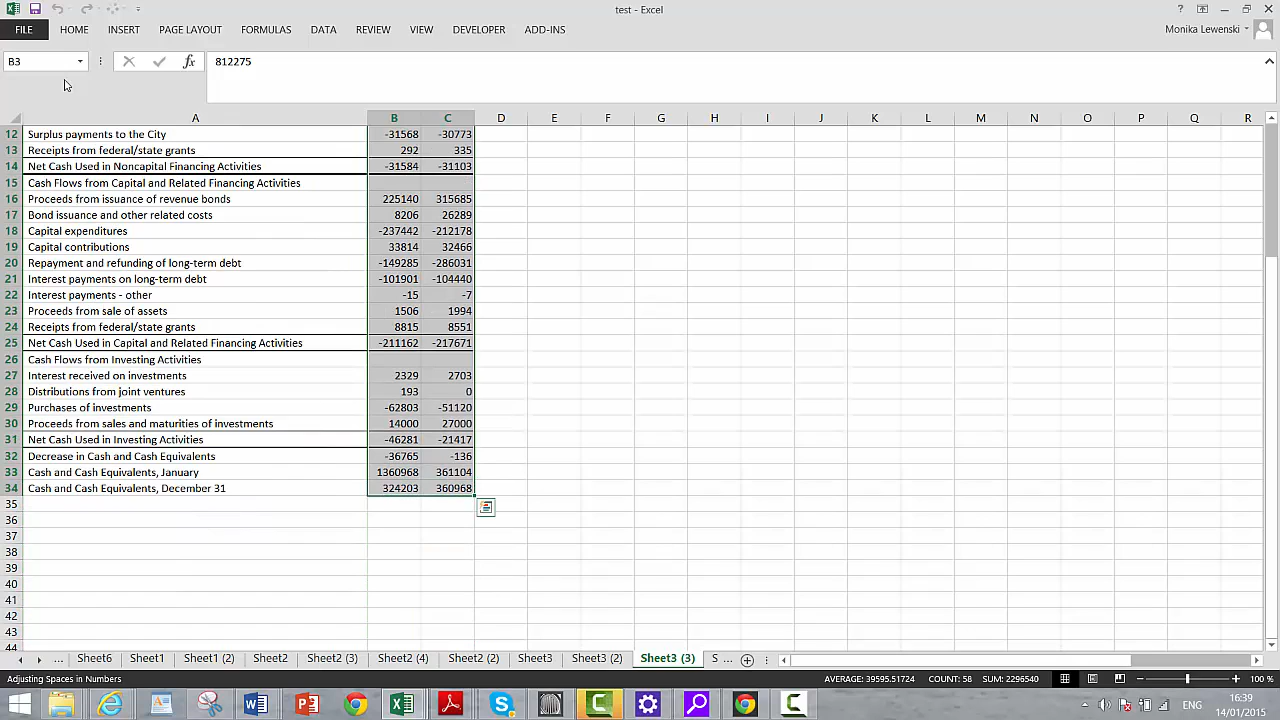 test - Excel
FILE HOME INSERT PAGE LAYOUT FORMULAS DATA REVIEW VIEW DEVELOPER ADD-INS Monika Lewenski
B3 fx 812275
A B C D E F G H I J K L M N O P Q R
12 Surplus payments to the City -31568 -30773
13 Receipts from federal/state grants 292 335
14 Net Cash Used in Noncapital Financing Activities -31584 -31103
15 Cash Flows from Capital and Related Financing Activities
16 Proceeds from issuance of revenue bonds 225140 315685
17 Bond issuance and other related costs 8206 26289
18 Capital expenditures -237442 -212178
19 Capital contributions 33814 32466
20 Repayment and refunding of long-term debt -149285 -286031
21 Interest payments on long-term debt -101901 -104440
22 Interest payments - other -15 -7
23 Proceeds from sale of assets 1506 1994
24 Receipts from federal/state grants 8815 8551
25 Net Cash Used in Capital and Related Financing Activities -211162 -217671
26 Cash Flows from Investing Activities
27 Interest received on investments 2329 2703
28 Distributions from joint ventures 193 0
29 Purchases of investments -62803 -51120
30 Proceeds from sales and maturities of investments 14000 27000
31 Net Cash Used in Investing Activities -46281 -21417
32 Decrease in Cash and Cash Equivalents -36765 -136
33 Cash and Cash Equivalents, January 1360968 361104
34 Cash and Cash Equivalents, December 31 324203 360968
35
36
37
38
39
40
41
42
43
44
... Sheet6 Sheet1 Sheet1 (2) Sheet2 Sheet2 (3) Sheet2 (4) Sheet2 (2) Sheet3 Sheet3 (2) Sheet3 (3) S ...
Adjusting Spaces in Numbers AVERAGE: 39595.51724 COUNT: 58 SUM: 2296540 100 %
ENG 16:39
14/01/2015